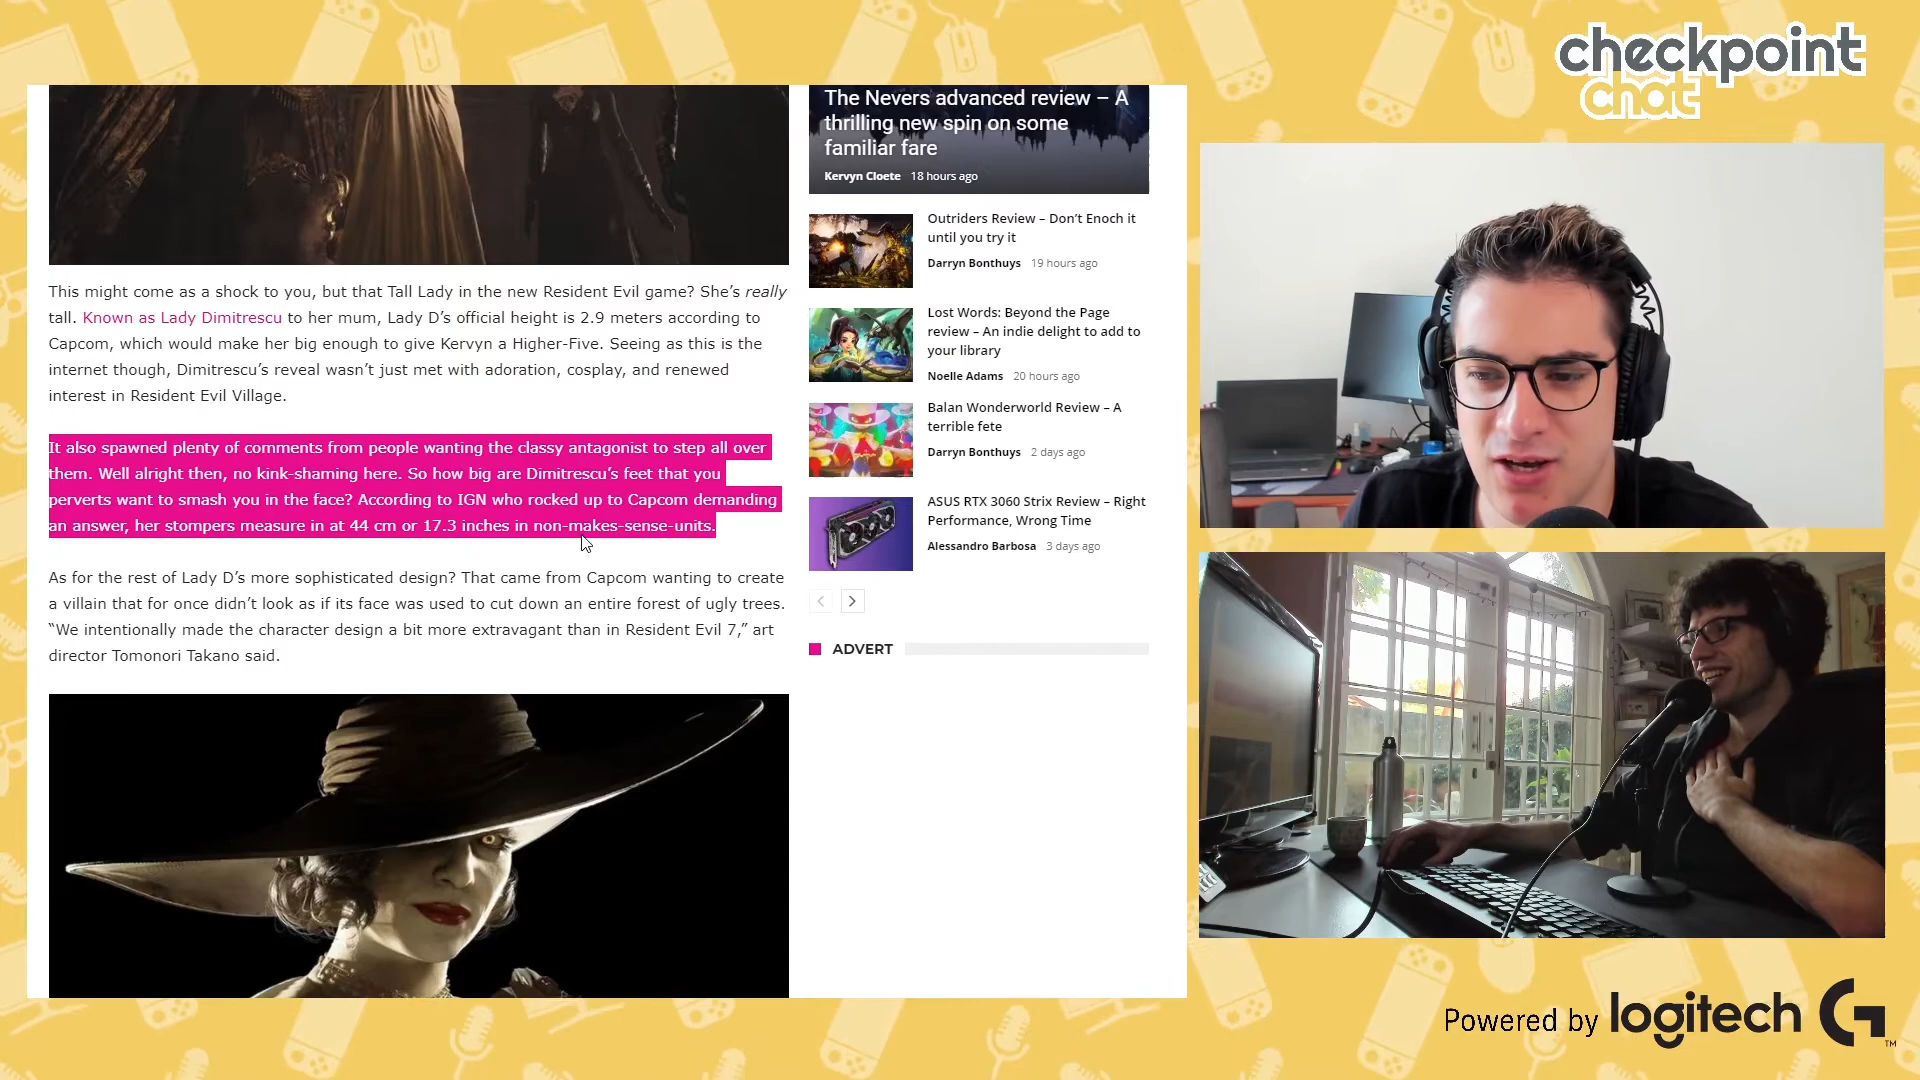 checkpoint
chat
This might come as a shock to you, but that Tall Lady in the new Resident Evil game? She’s really
tall. Known as Lady Dimitrescu to her mum, Lady D’s official height is 2.9 meters according to
Capcom, which would make her big enough to give Kervyn a Higher-Five. Seeing as this is the
internet though, Dimitrescu’s reveal wasn’t just met with adoration, cosplay, and renewed
interest in Resident Evil Village.
It also spawned plenty of comments from people wanting the classy antagonist to step all over
them. Well alright then, no kink-shaming here. So how big are Dimitrescu’s feet that you
perverts want to smash you in the face? According to IGN who rocked up to Capcom demanding
an answer, her stompers measure in at 44 cm or 17.3 inches in non-makes-sense-units.
As for the rest of Lady D’s more sophisticated design? That came from Capcom wanting to create
a villain that for once didn’t look as if its face was used to cut down an entire forest of ugly trees.
“We intentionally made the character design a bit more extravagant than in Resident Evil 7,” art
director Tomonori Takano said.
The Nevers advanced review – A
thrilling new spin on some
familiar fare
Kervyn Cloete 18 hours ago
Outriders Review – Don’t Enoch it
until you try it
Darryn Bonthuys 19 hours ago
Lost Words: Beyond the Page
review – An indie delight to add to
your library
Noelle Adams 20 hours ago
Balan Wonderworld Review – A
terrible fete
Darryn Bonthuys 2 days ago
ASUS RTX 3060 Strix Review – Right
Performance, Wrong Time
Alessandro Barbosa 3 days ago
ADVERT
Powered by logitech G™